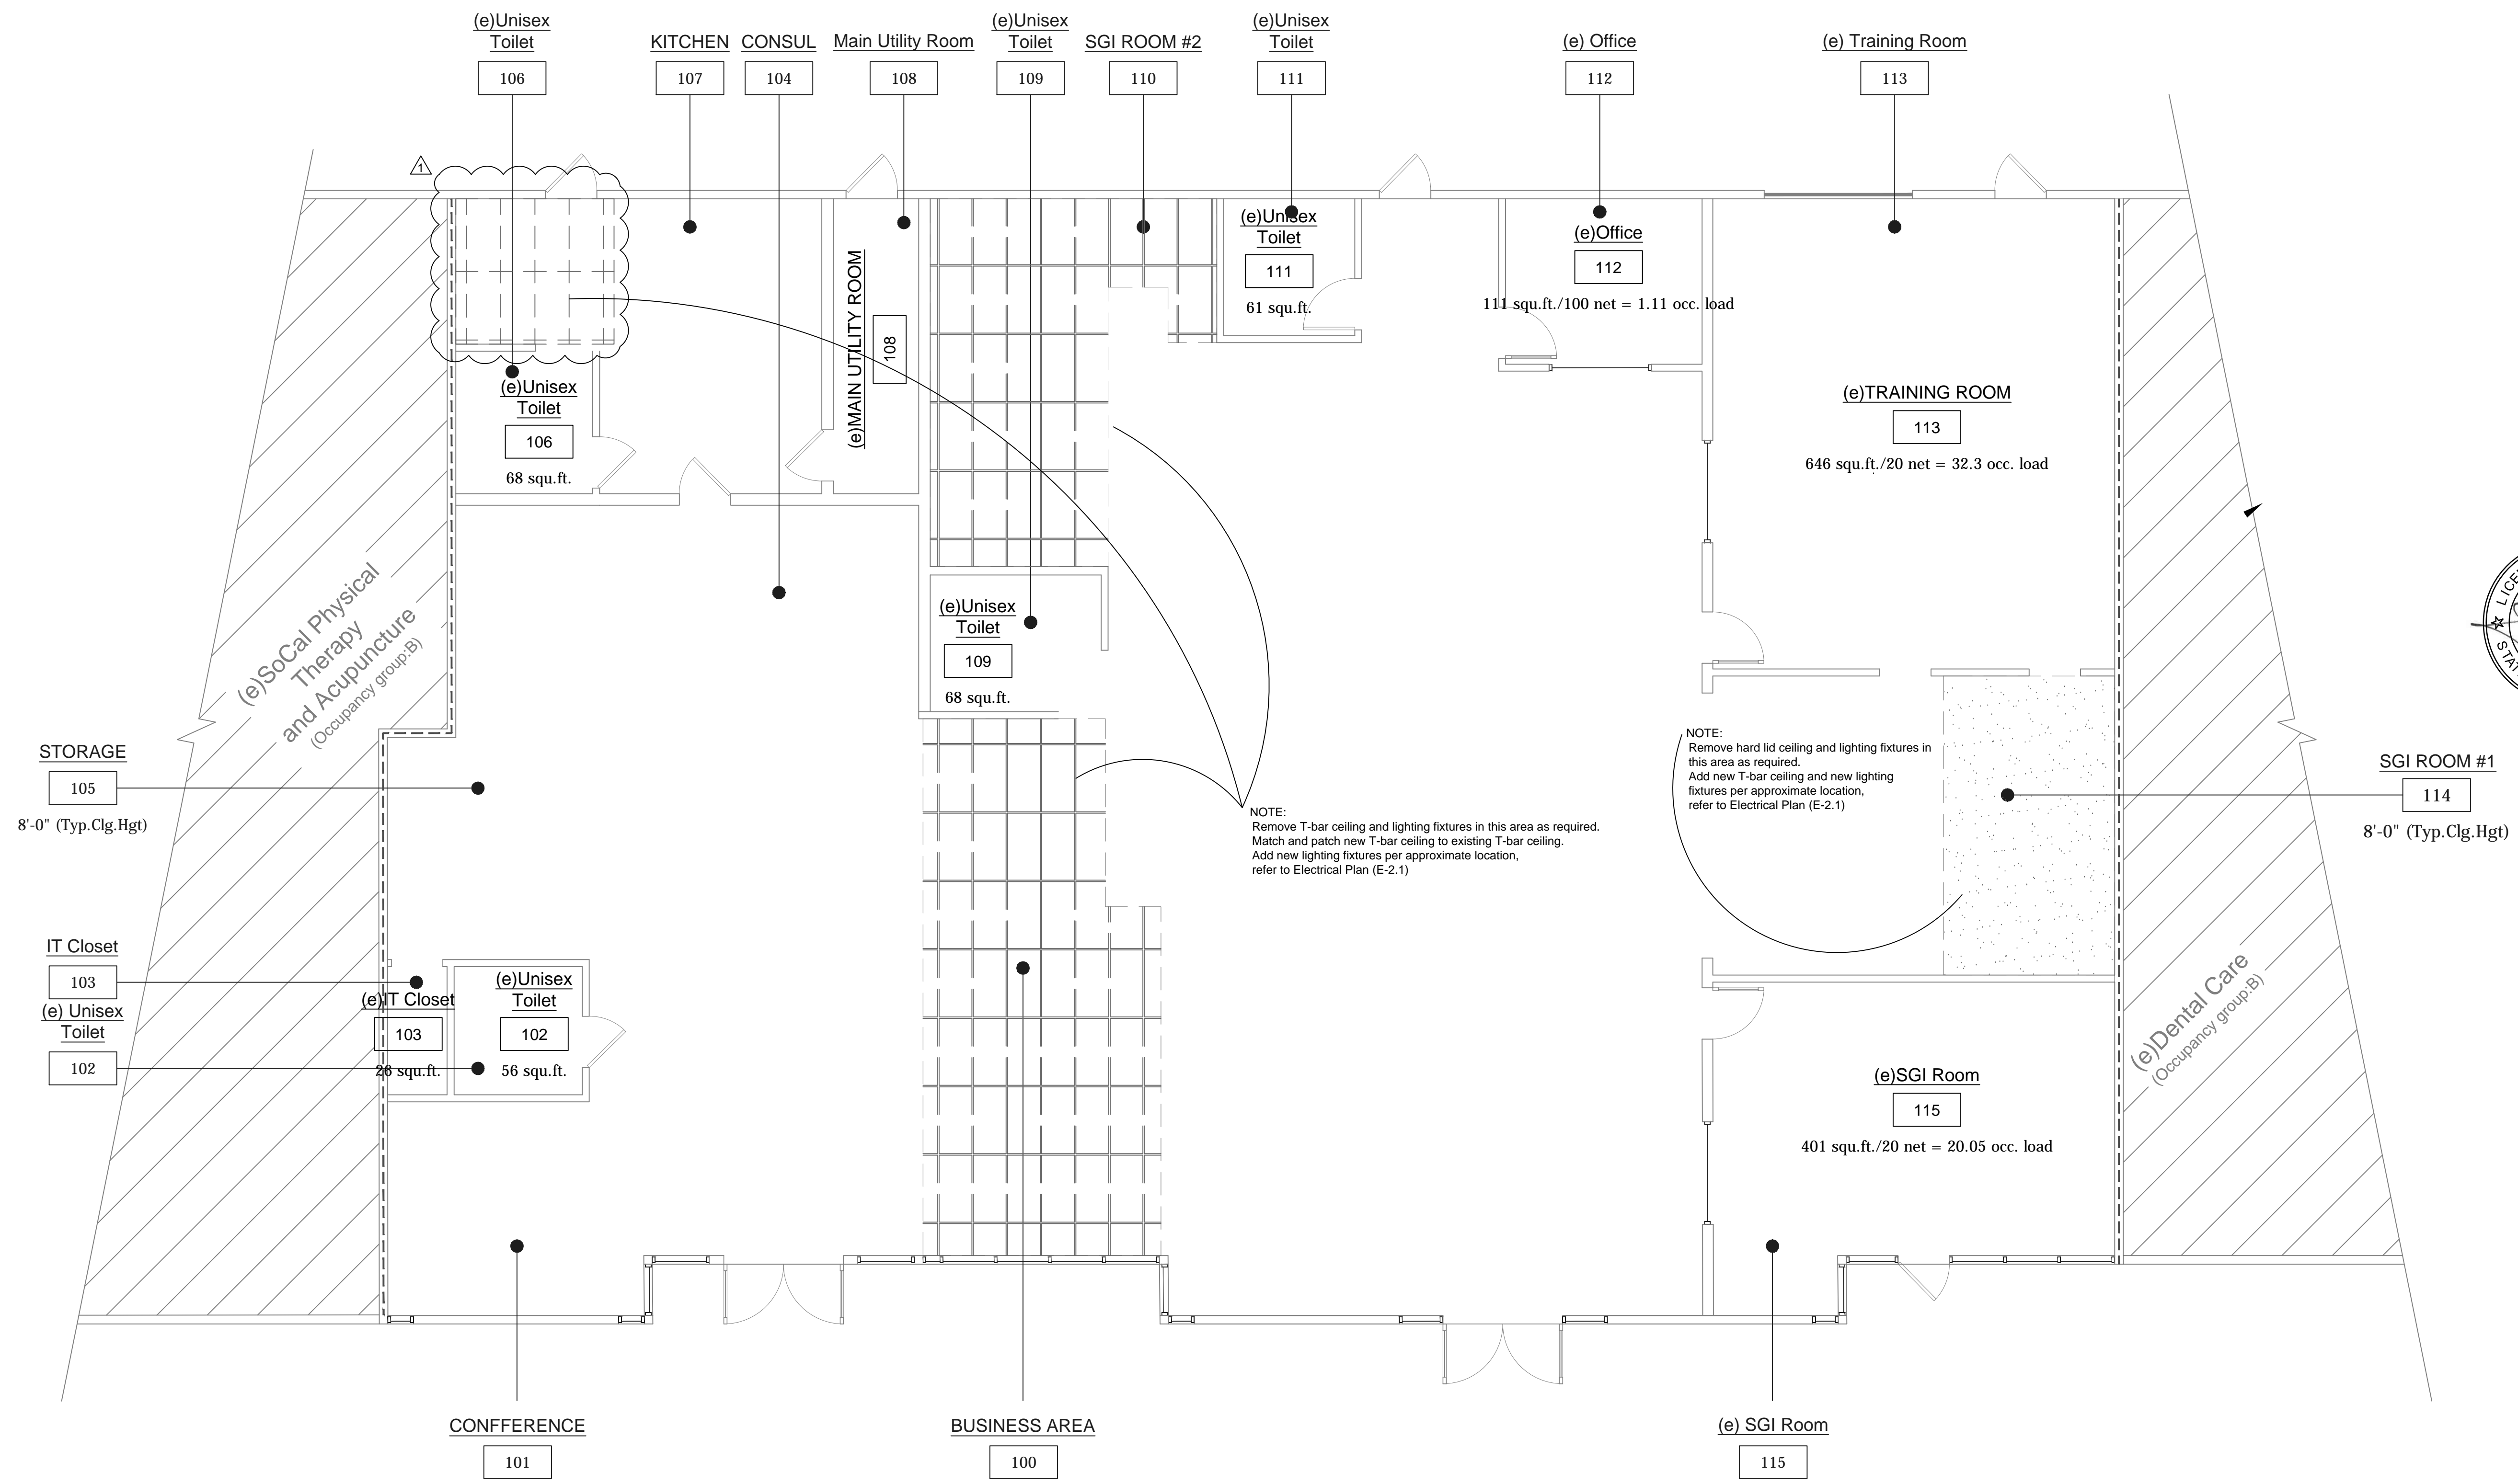 (e)Unisex
Toilet
106
KITCHEN
107
CONSUL
104
Main Utility Room
108
(e)Unisex
Toilet
109
SGI ROOM #2
110
(e)Unisex
Toilet
111
(e) Office
112
(e) Training Room
113
1
(e)Unisex
Toilet
106
68 squ.ft.
(e)MAIN UTILITY ROOM
108
(e)Unisex
Toilet
111
61 squ.ft.
(e)Office
112
111 squ.ft./100 net = 1.11 occ. load
(e)TRAINING ROOM
113
646 squ.ft./20 net = 32.3 occ. load
(e)SoCal Physical
Therapy
and Acupuncture
(Occupancy group:B)
(e)Unisex
Toilet
109
68 squ.ft.
NOTE:
Remove hard lid ceiling and lighting fixtures in
this area as required.
Add new T-bar ceiling and new lighting
fixtures per approximate location,
refer to Electrical Plan (E-2.1)
NOTE:
Remove T-bar ceiling and lighting fixtures in this area as required.
Match and patch new T-bar ceiling to existing T-bar ceiling.
Add new lighting fixtures per approximate location,
refer to Electrical Plan (E-2.1)
STORAGE
105
8'-0" (Typ.Clg.Hgt)
SGI ROOM #1
114
8'-0" (Typ.Clg.Hgt)
IT Closet
103
(e) Unisex
Toilet
102
(e)IT Closet
103
26 squ.ft.
(e)Unisex
Toilet
102
56 squ.ft.
(e)SGI Room
115
401 squ.ft./20 net = 20.05 occ. load
(e)Dental Care
(Occupancy group:B)
CONFFERENCE
101
BUSINESS AREA
100
(e) SGI Room
115